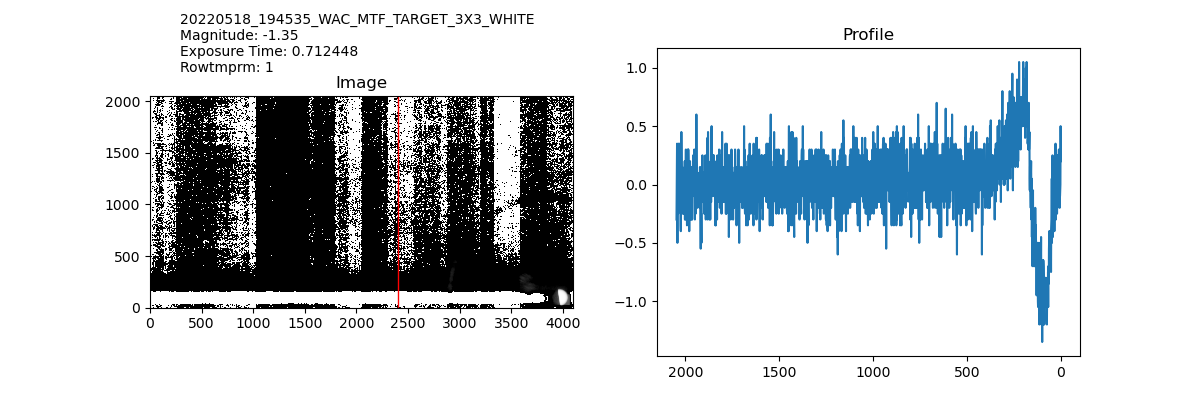 20220518_194535_WAC_MTF_TARGET_3X3_WHITE
Magnitude: -1.35
Exposure Time: 0.712448
Rowtmprm: 1
Image
2000
1500
1000
500
0
0 500 1000 1500 2000 2500 3000 3500 4000
Profile
1.0
0.5
0.0
−0.5
−1.0
2000 1500 1000 500 0